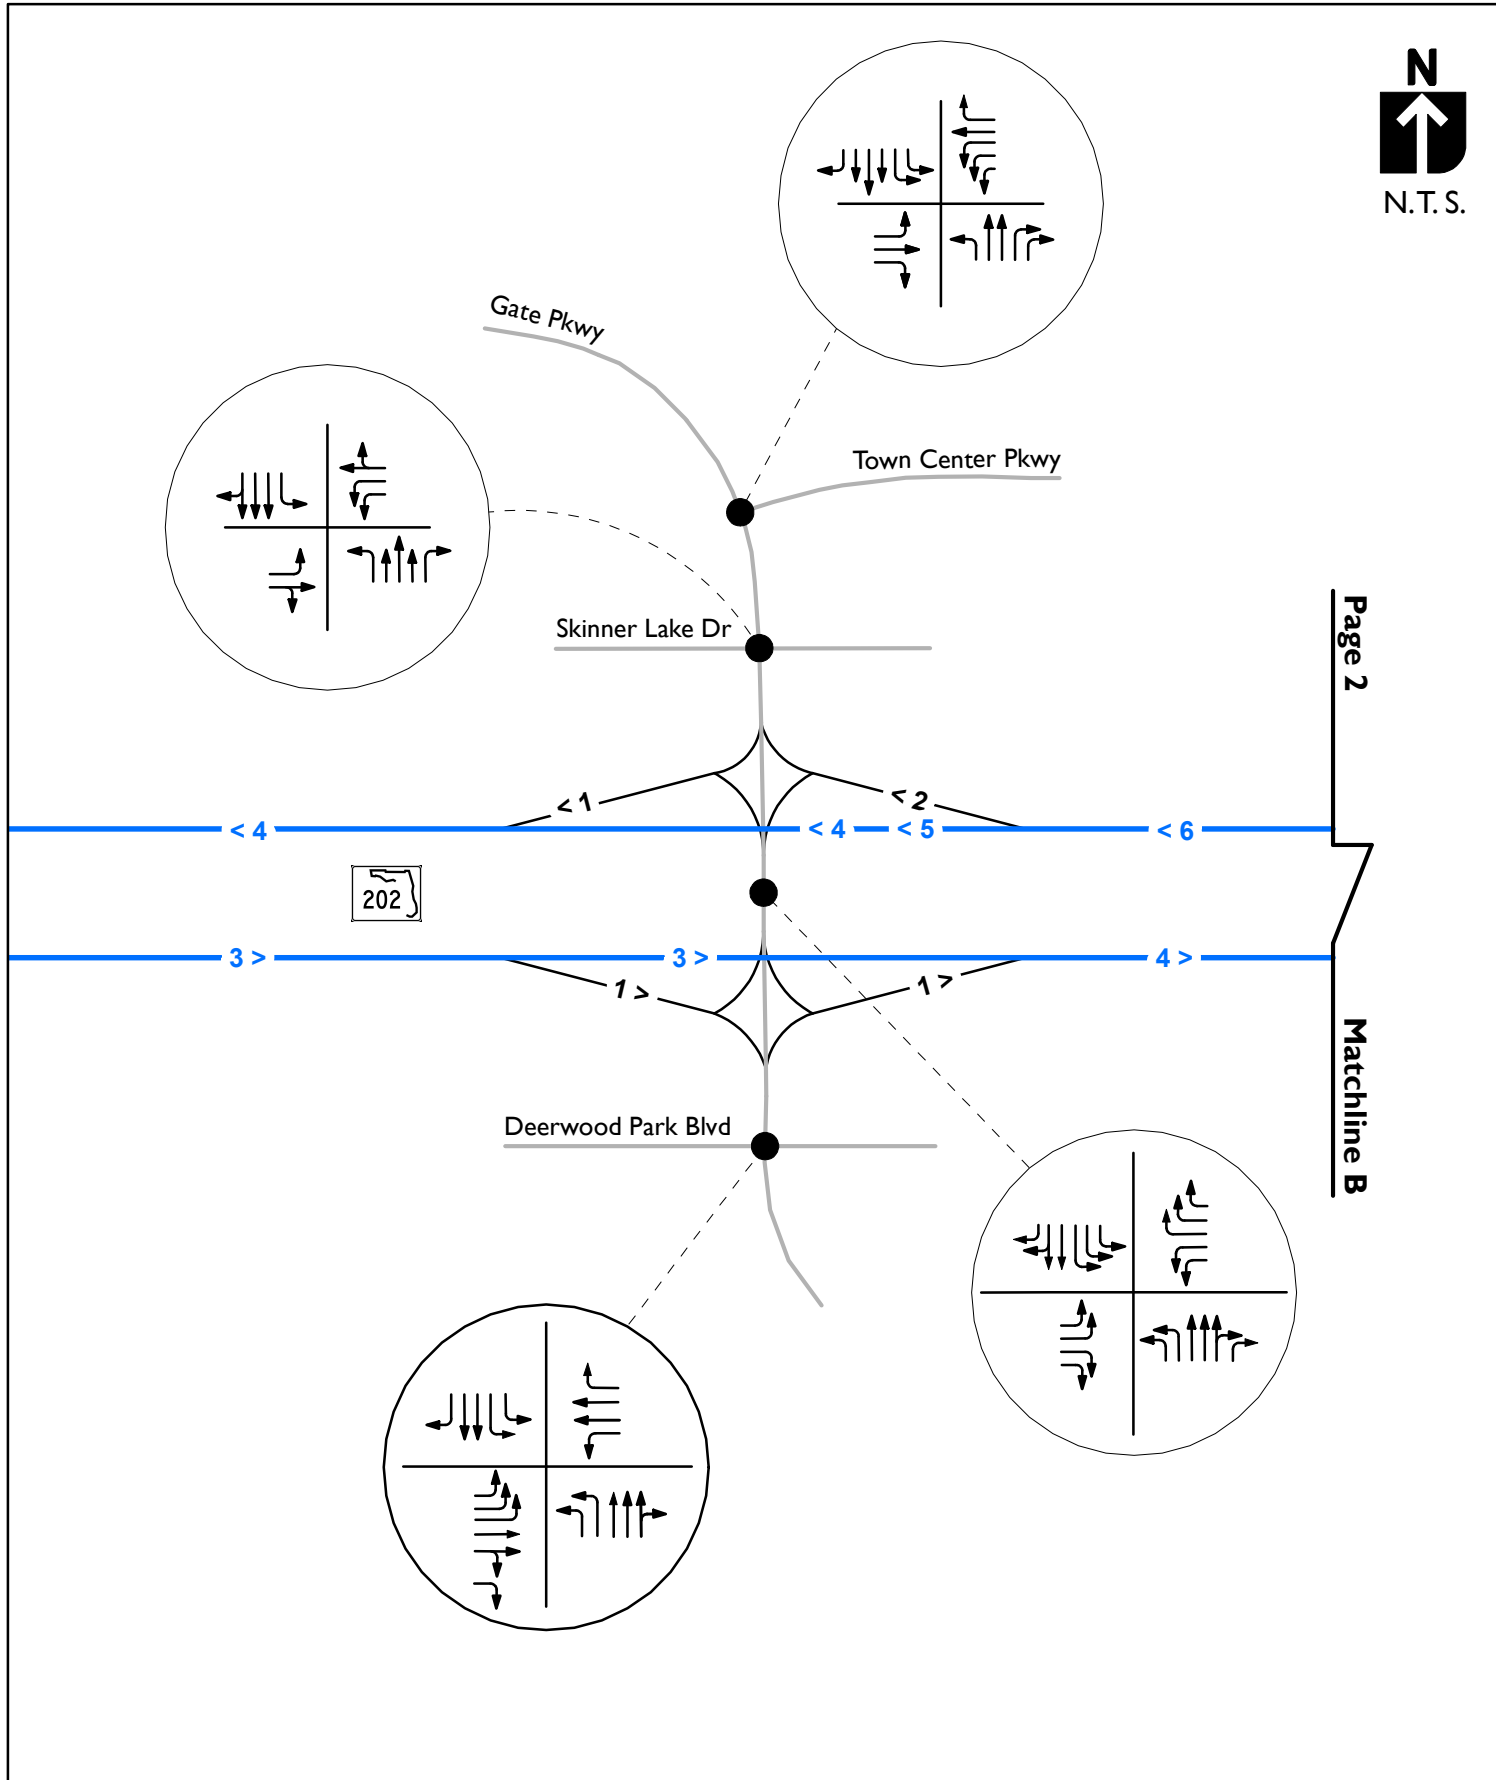 N
N.T.S.
Gate Pkwy
Town Center Pkwy
Skinner Lake Dr
Page 2
< 1
< 2
< 4
< 4
< 5
< 6
202
3 >
3 >
4 >
1 >
1 >
Matchline B
Deerwood Park Blvd